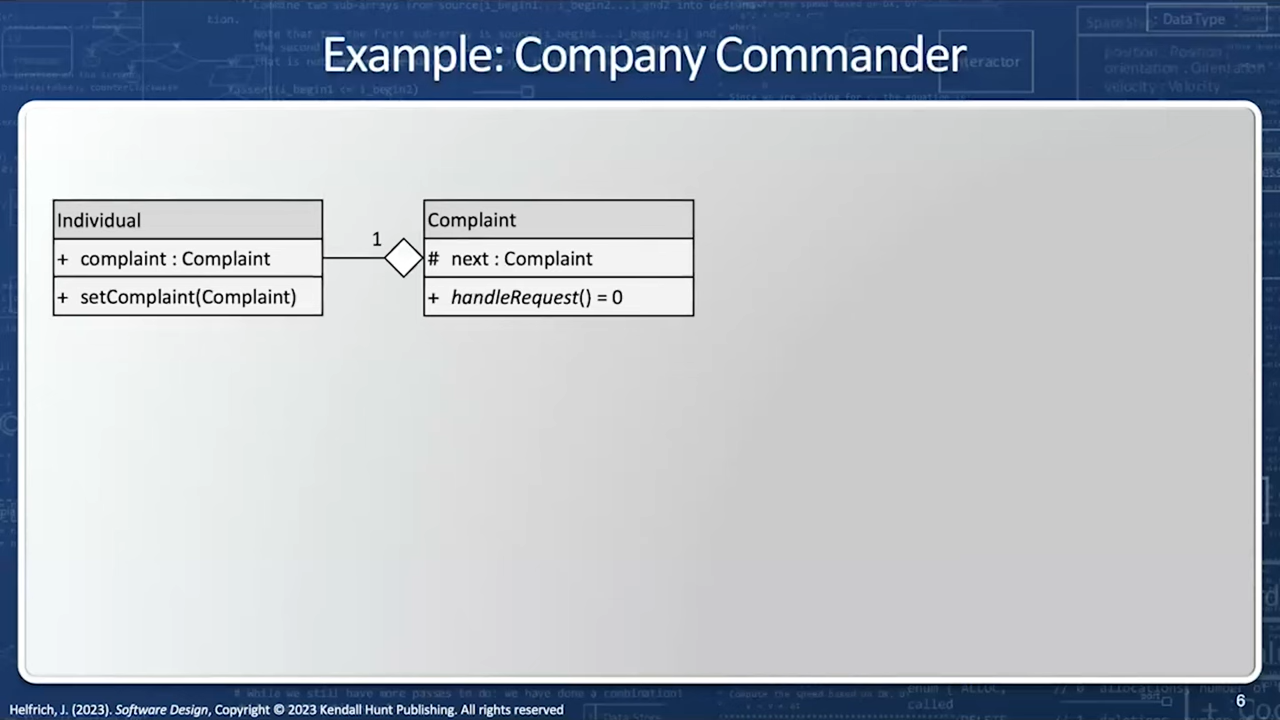 Example: Company Commander
Individual
+ complaint : Complaint
+ setComplaint(Complaint)
1
Complaint
# next : Complaint
+ handleRequest() = 0
Helfrich, J. (2023). Software Design, Copyright © 2023 Kendall Hunt Publishing. All rights reserved
6